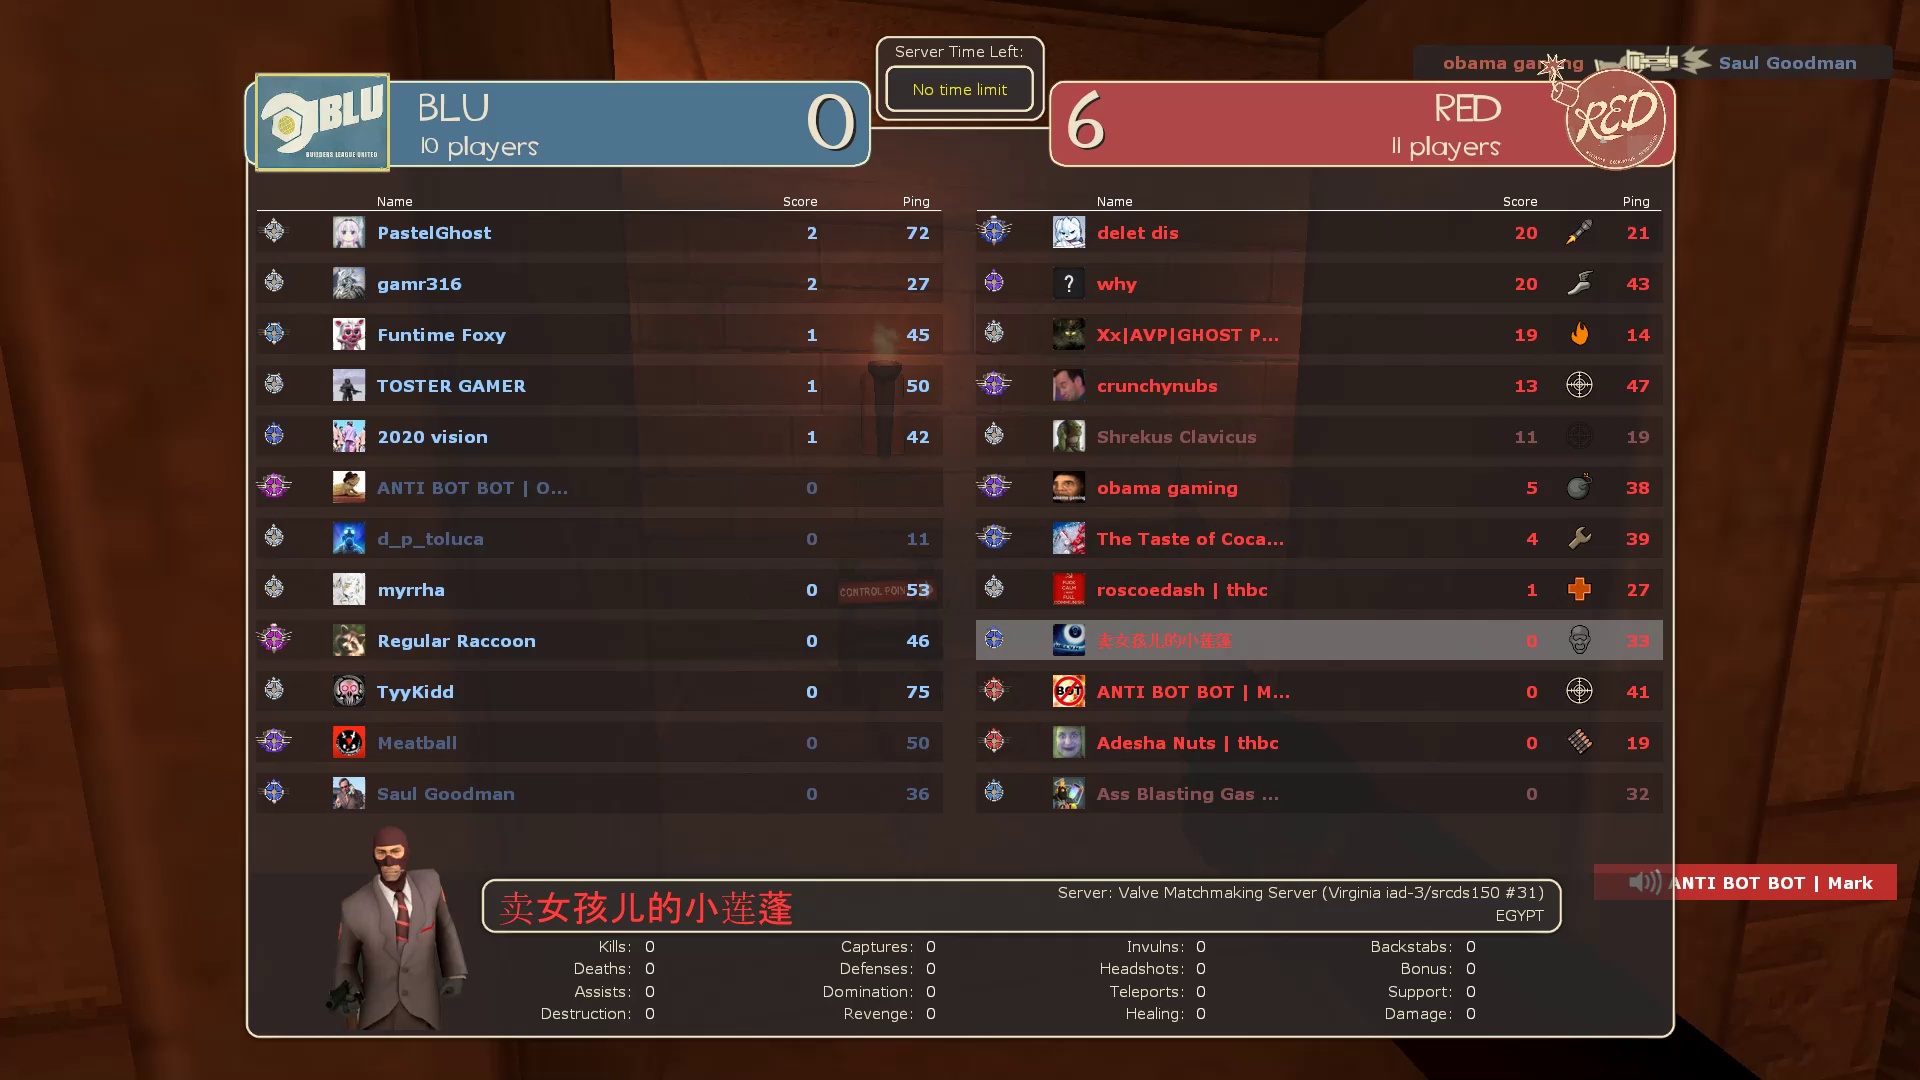 Server Time Left:
No time limit
obama gaming Saul Goodman
BLU
BUILDERS LEAGUE UNITED
BLU
10 players
0
6
RED
11 players
RED
Name Score Ping
PastelGhost 2 72
gamr316 2 27
Funtime Foxy 1 45
TOSTER GAMER 1 50
2020 vision 1 42
ANTI BOT BOT | O... 0
d_p_toluca 0 11
myrrha 0 53
Regular Raccoon 0 46
TyyKidd 0 75
Meatball 0 50
Saul Goodman 0 36
CONTROL POINT
Name Score Ping
delet dis 20 21
? why 20 43
Xx|AVP|GHOST P... 19 14
crunchynubs 13 47
Shrekus Clavicus 11 19
obama gaming 5 38
The Taste of Coca... 4 39
roscoedash | thbc 1 27
卖女孩儿的小莲蓬 0 33
BOT
ANTI BOT BOT | M... 0 41
Adesha Nuts | thbc 0 19
Ass Blasting Gas ... 0 32
ANTI BOT BOT | Mark
卖女孩儿的小莲蓬
Server: Valve Matchmaking Server (Virginia iad-3/srcds150 #31)
EGYPT
Kills: 0 Captures: 0 Invulns: 0 Backstabs: 0
Deaths: 0 Defenses: 0 Headshots: 0 Bonus: 0
Assists: 0 Domination: 0 Teleports: 0 Support: 0
Destruction: 0 Revenge: 0 Healing: 0 Damage: 0